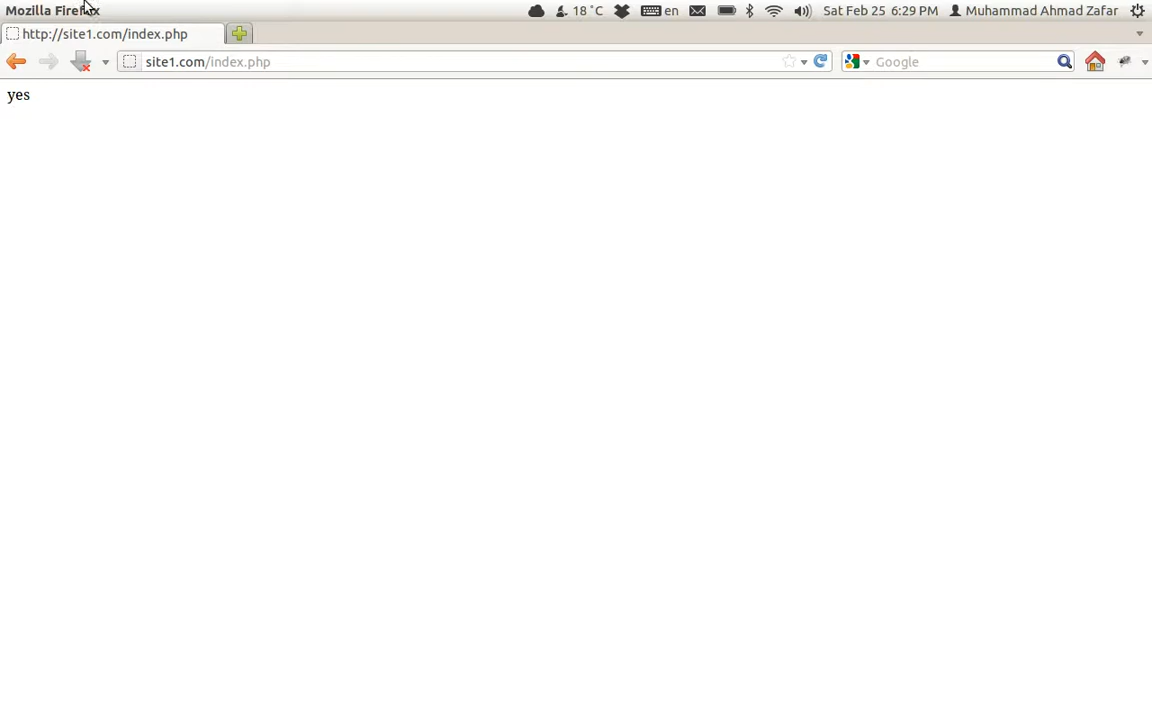 Mozilla Firefox
18 °C
en
Sat Feb 25 6:29 PM
Muhammad Ahmad Zafar
http://site1.com/index.php
site1.com/index.php
Google
yes